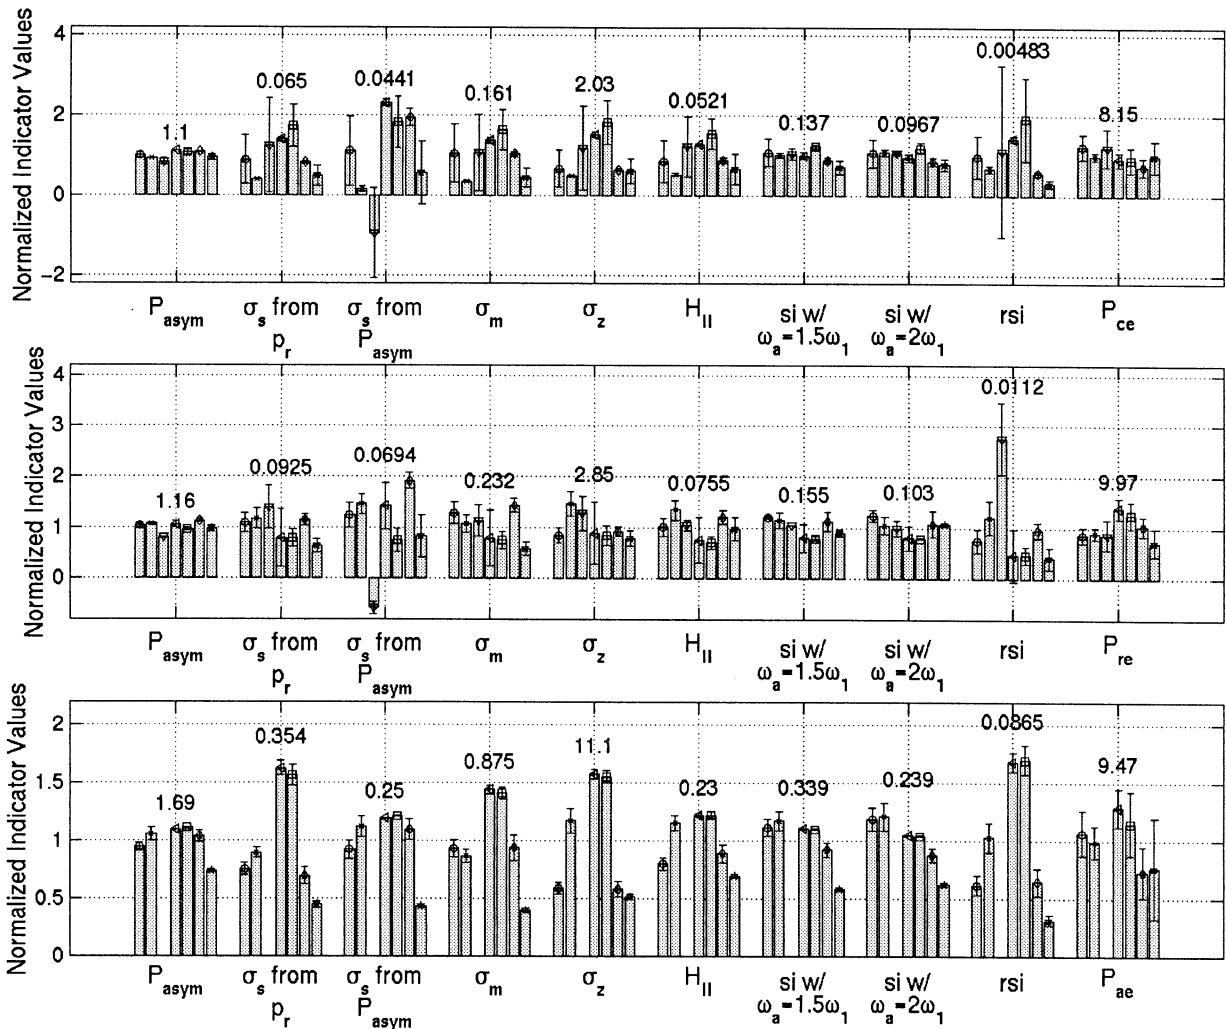 Normalized Indicator Values
4
2
0
−2
1.1
0.065
0.0441
0.161
2.03
0.0521
0.137
0.0967
0.00483
8.15
P_asym
σ_s from p_r
σ_s from P_asym
σ_m
σ_z
H_II
si w/ ω_a=1.5ω_1
si w/ ω_a=2ω_1
rsi
P_ce
Normalized Indicator Values
4
3
2
1
0
1.16
0.0925
0.0694
0.232
2.85
0.0755
0.155
0.103
0.0112
9.97
P_asym
σ_s from p_r
σ_s from P_asym
σ_m
σ_z
H_II
si w/ ω_a=1.5ω_1
si w/ ω_a=2ω_1
rsi
P_re
Normalized Indicator Values
2
1.5
1
0.5
0
1.69
0.354
0.25
0.875
11.1
0.23
0.339
0.239
0.0865
9.47
P_asym
σ_s from p_r
σ_s from P_asym
σ_m
σ_z
H_II
si w/ ω_a=1.5ω_1
si w/ ω_a=2ω_1
rsi
P_ae